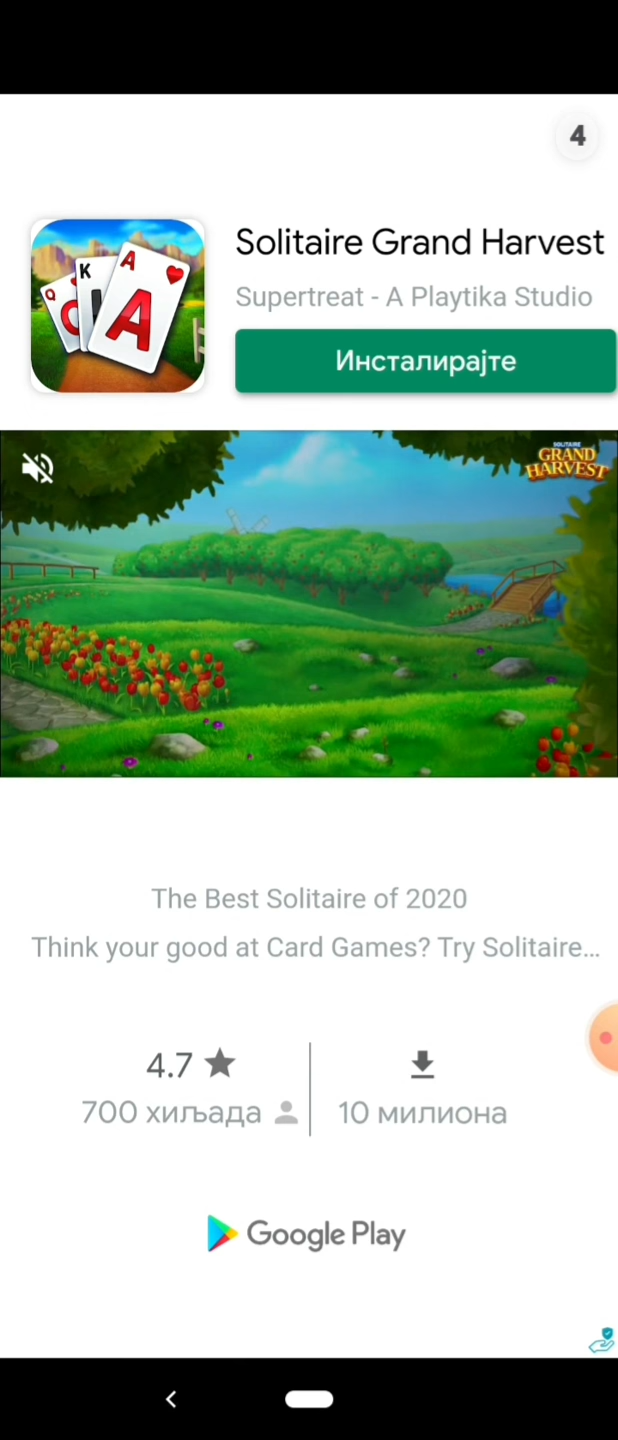 4
Solitaire Grand Harvest
Supertreat - A Playtika Studio
Инсталирајте
Q
K
A
A
SOLITAIRE
GRAND
HARVEST
The Best Solitaire of 2020
Think your good at Card Games? Try Solitaire...
4.7
700 хиљада
10 милиона
Google Play